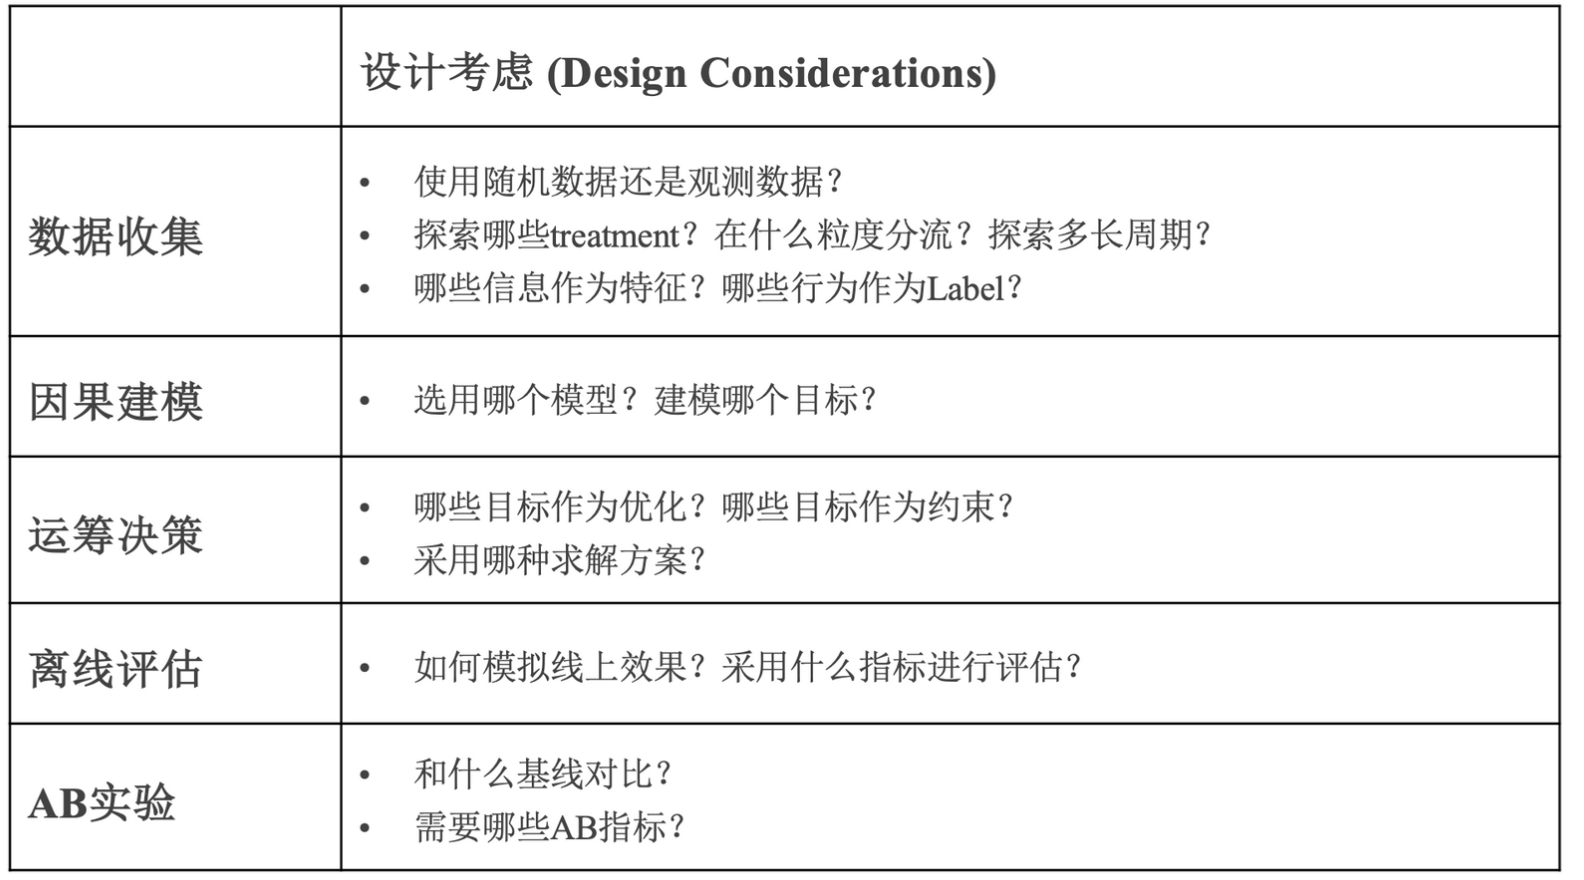 设计考虑 (Design Considerations)
数据收集
• 使用随机数据还是观测数据？
• 探索哪些treatment？在什么粒度分流？探索多长周期？
• 哪些信息作为特征？哪些行为作为Label？
因果建模
• 选用哪个模型？建模哪个目标？
运筹决策
• 哪些目标作为优化？哪些目标作为约束？
• 采用哪种求解方案？
离线评估
• 如何模拟线上效果？采用什么指标进行评估？
AB实验
• 和什么基线对比？
• 需要哪些AB指标？